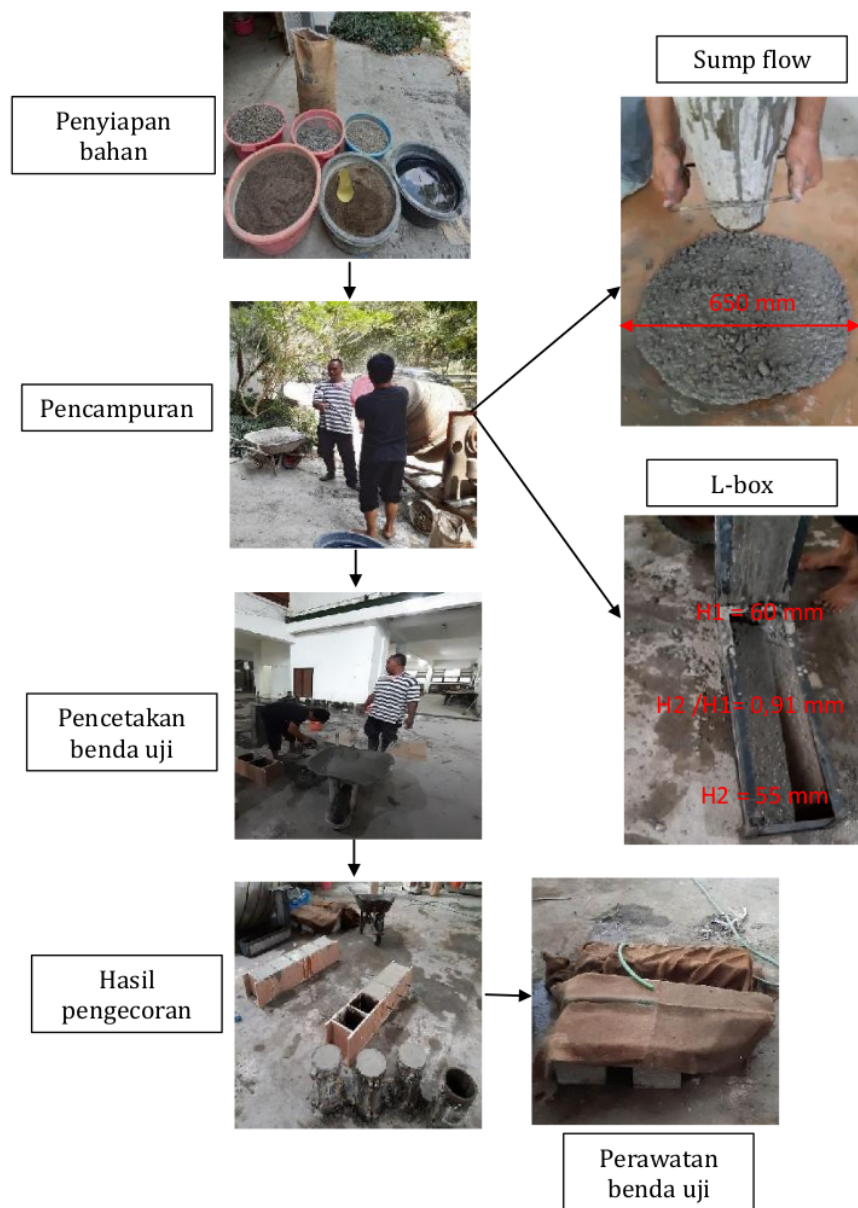 Penyiapan
bahan
Sump flow
650 mm
Pencampuran
L-box
H1 = 60 mm
H2 /H1= 0,91 mm
H2 = 55 mm
Pencetakan
benda uji
Hasil
pengecoran
Perawatan
benda uji